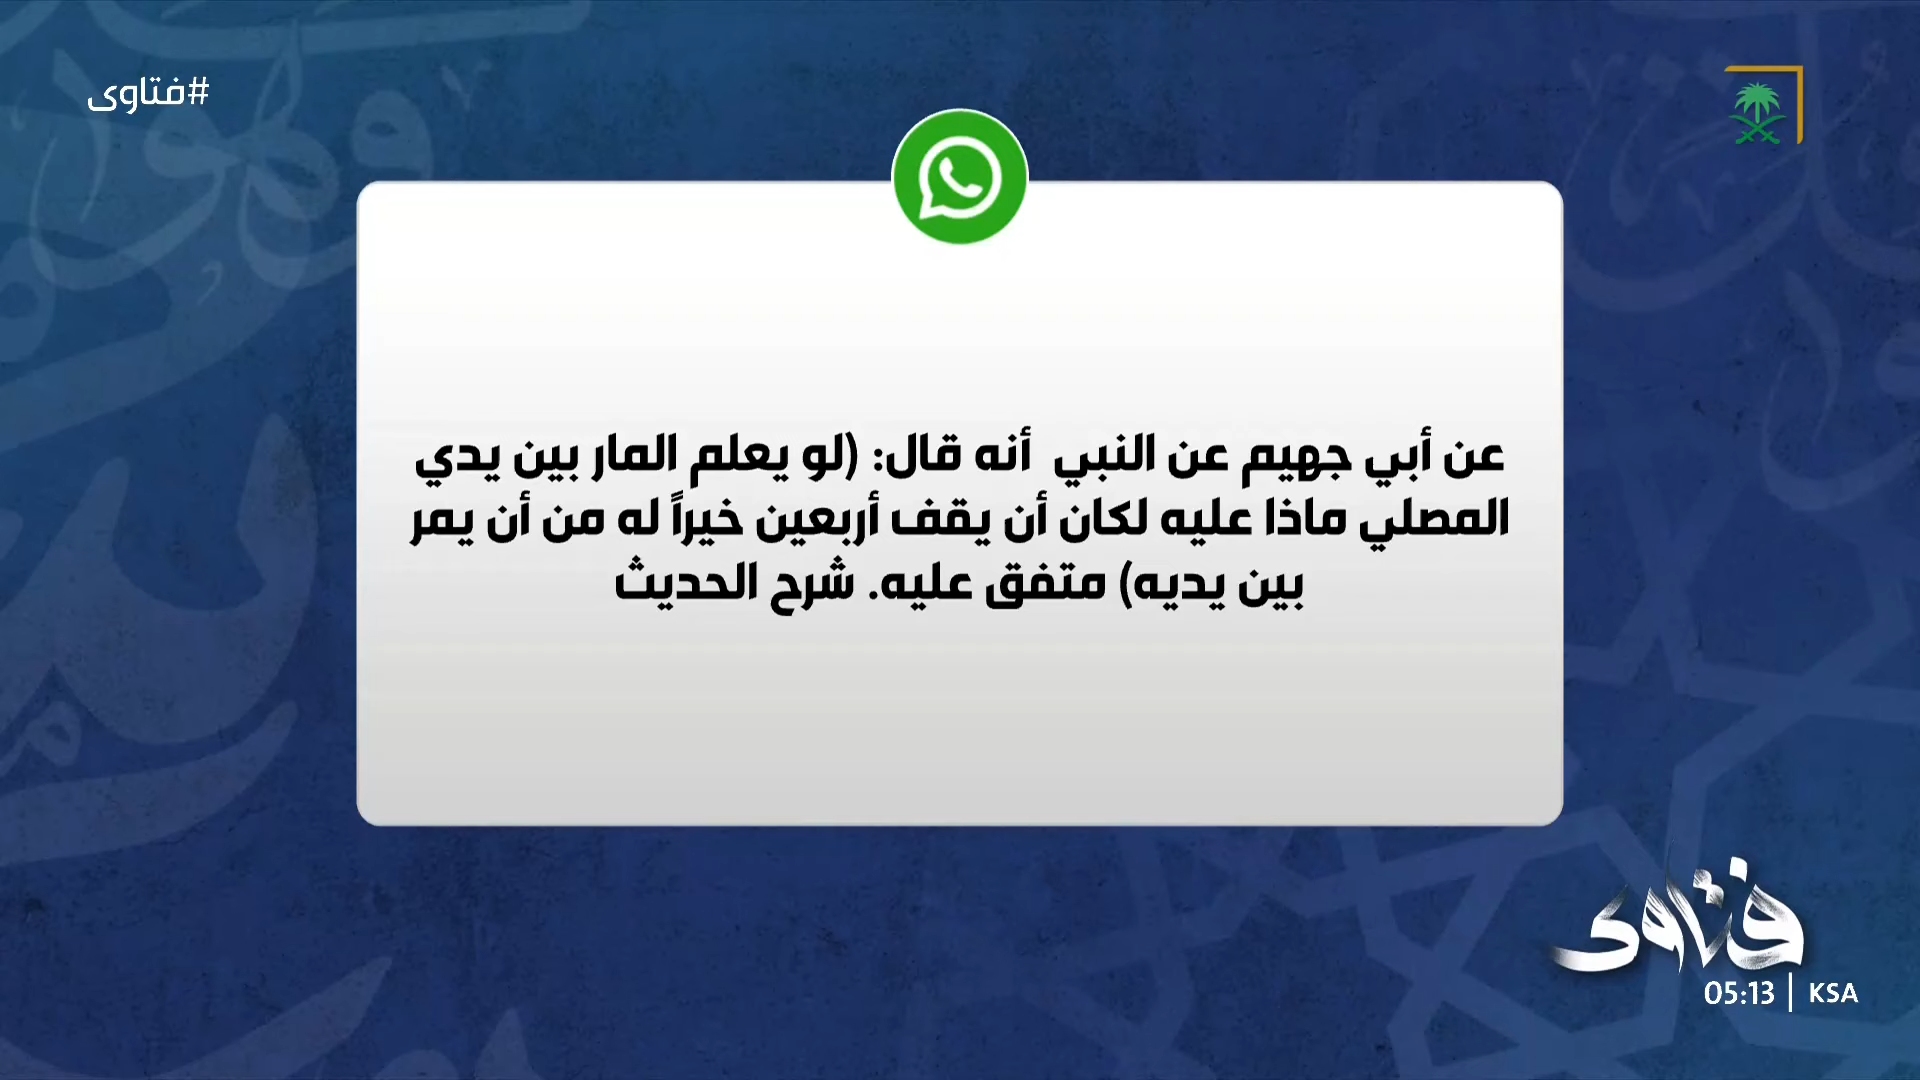 #فتاوى
عن أبي جهيم عن النبي أنه قال: (لو يعلم المار بين يدي
المصلي ماذا عليه لكان أن يقف أربعين خيراً له من أن يمر
بين يديه) متفق عليه. شرح الحديث
فتاوى
05:13 | KSA